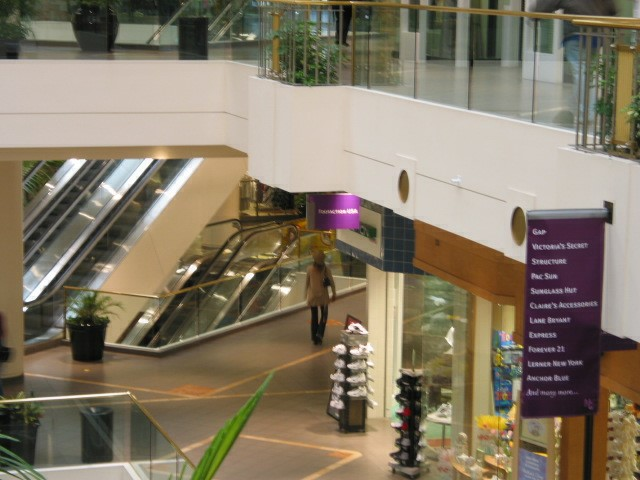 GAP
VICTORIA'S SECRET
STRUCTURE
PAC SUN
SUNGLASS HUT
CLAIRE'S ACCESSORIES
LANE BRYANT
EXPRESS
FOREVER 21
LERNER NEW YORK
ANCHOR BLUE
And many more...